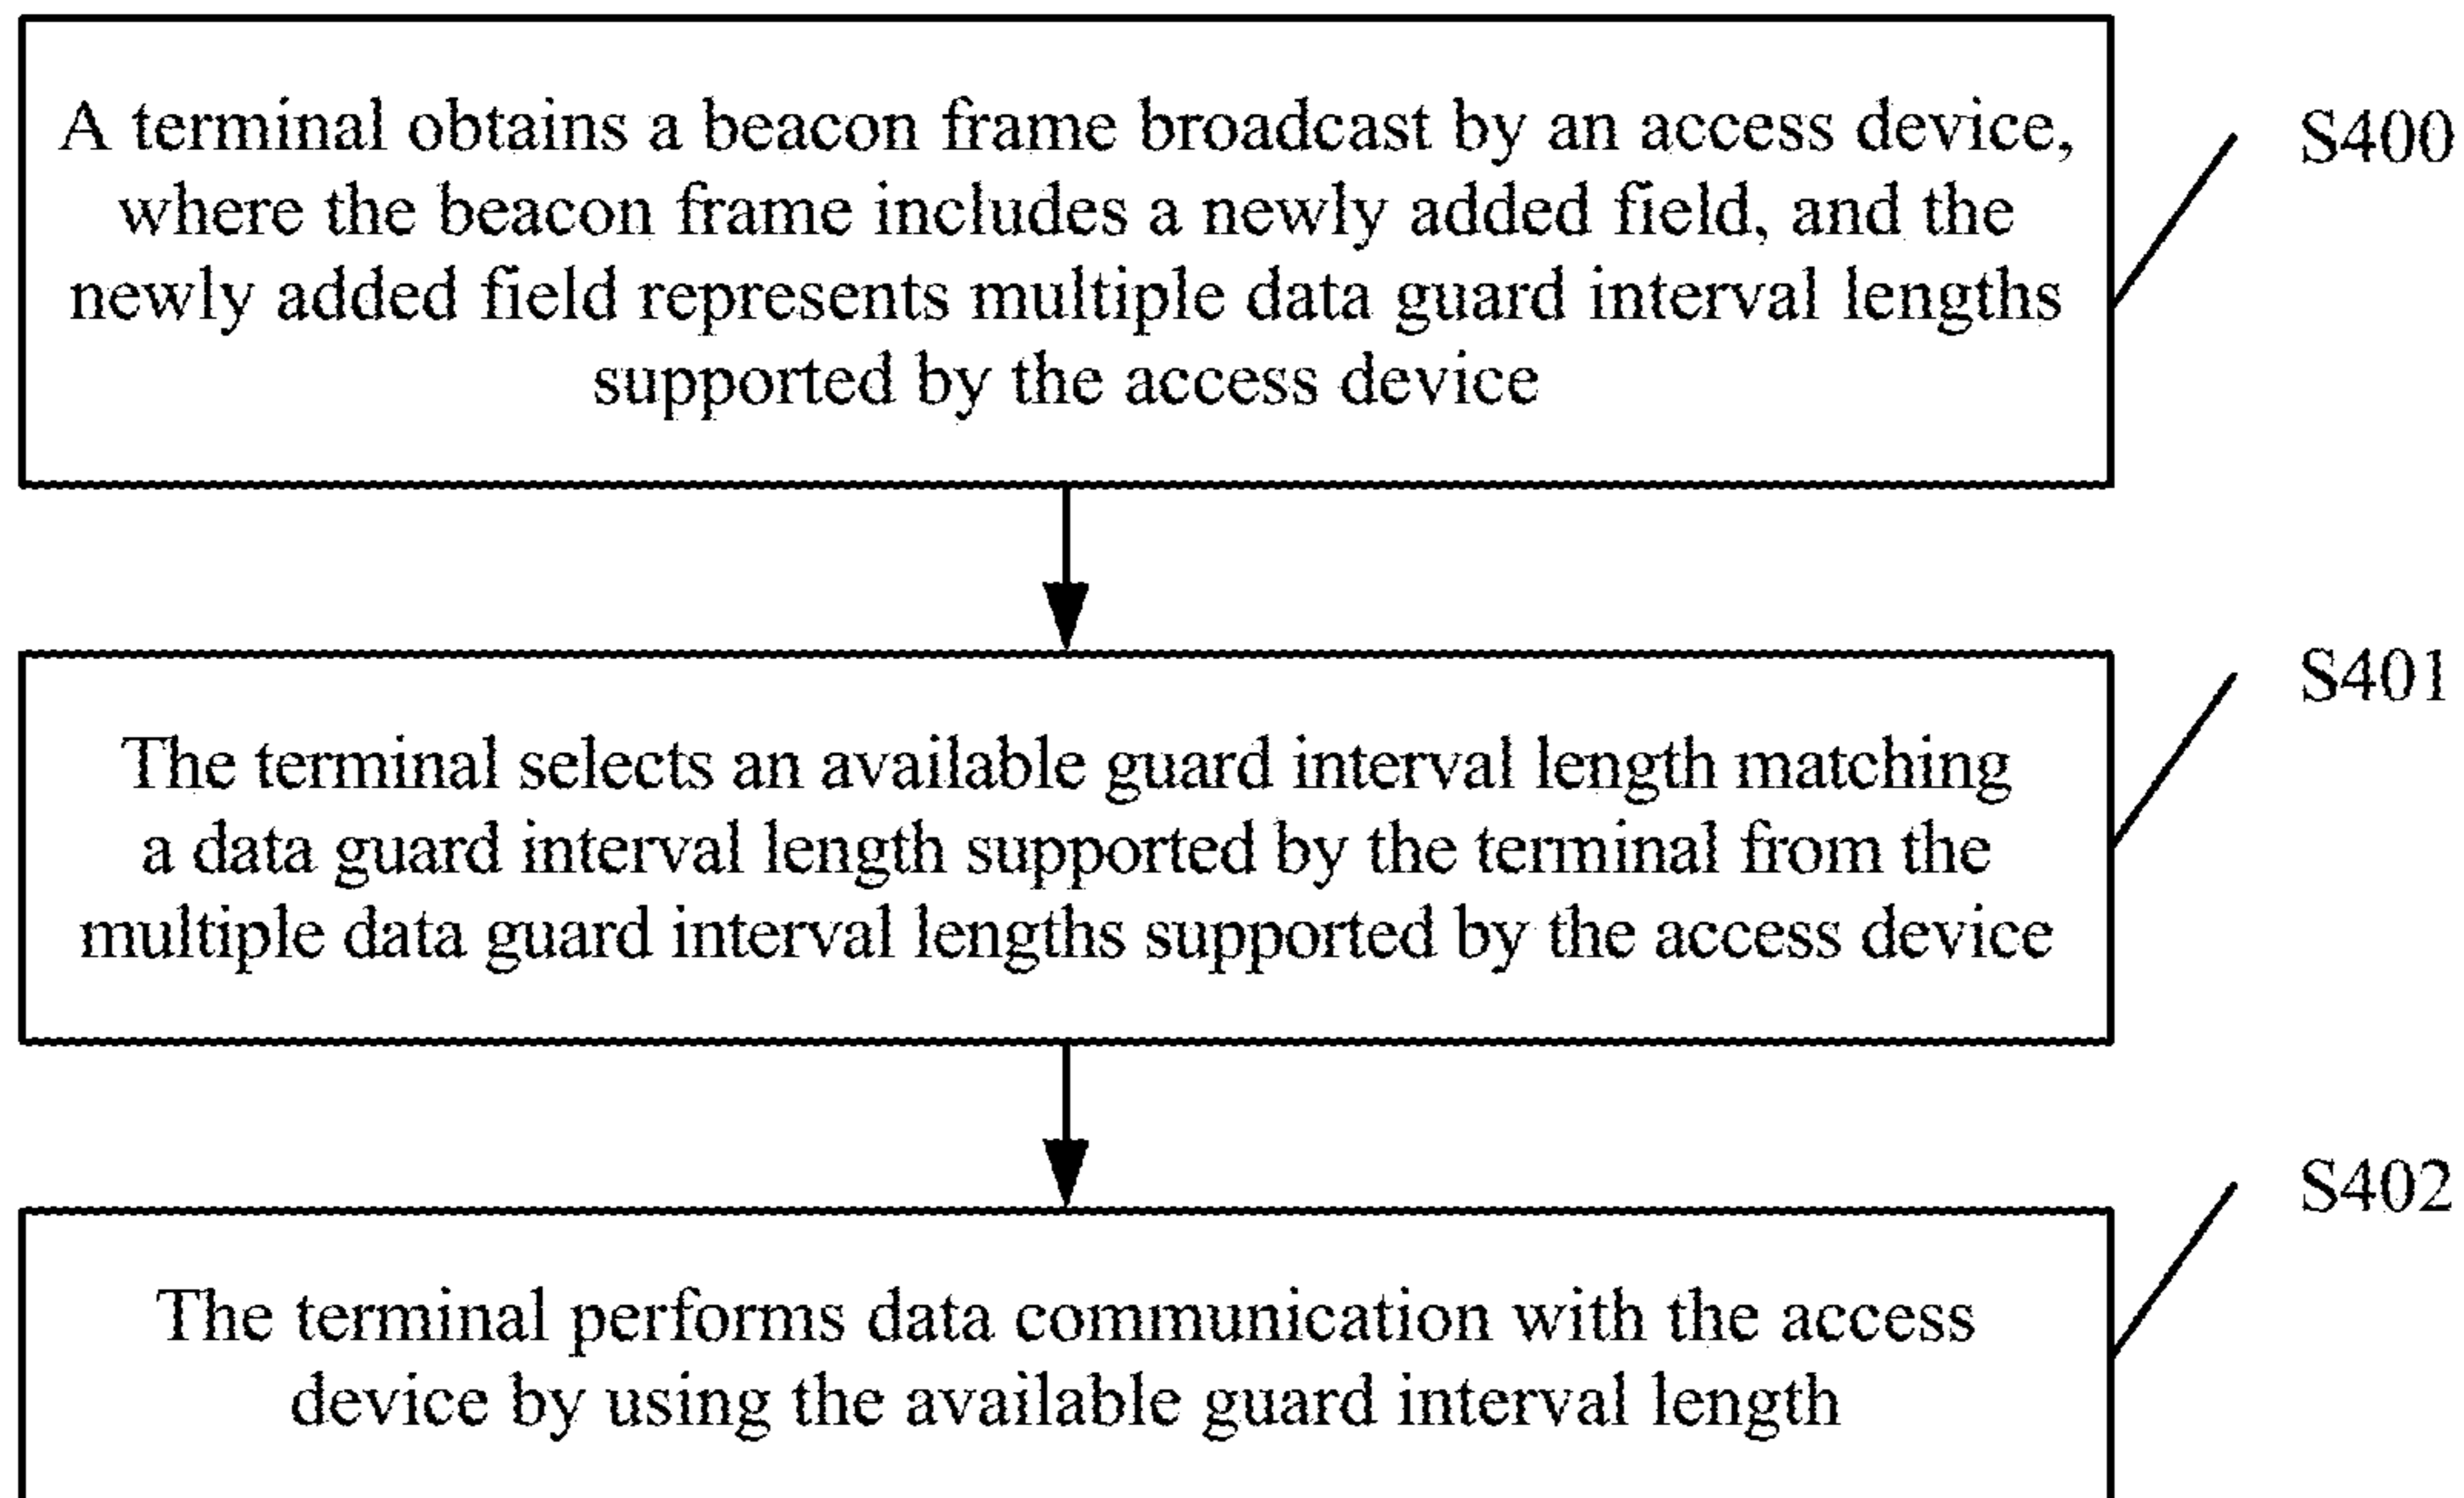 A terminal obtains a beacon frame broadcast by an access device,
where the beacon frame includes a newly added field, and the
newly added field represents multiple data guard interval lengths
supported by the access device
S400
The terminal selects an available guard interval length matching
a data guard interval length supported by the terminal from the
multiple data guard interval lengths supported by the access device
S401
The terminal performs data communication with the access
device by using the available guard interval length
S402